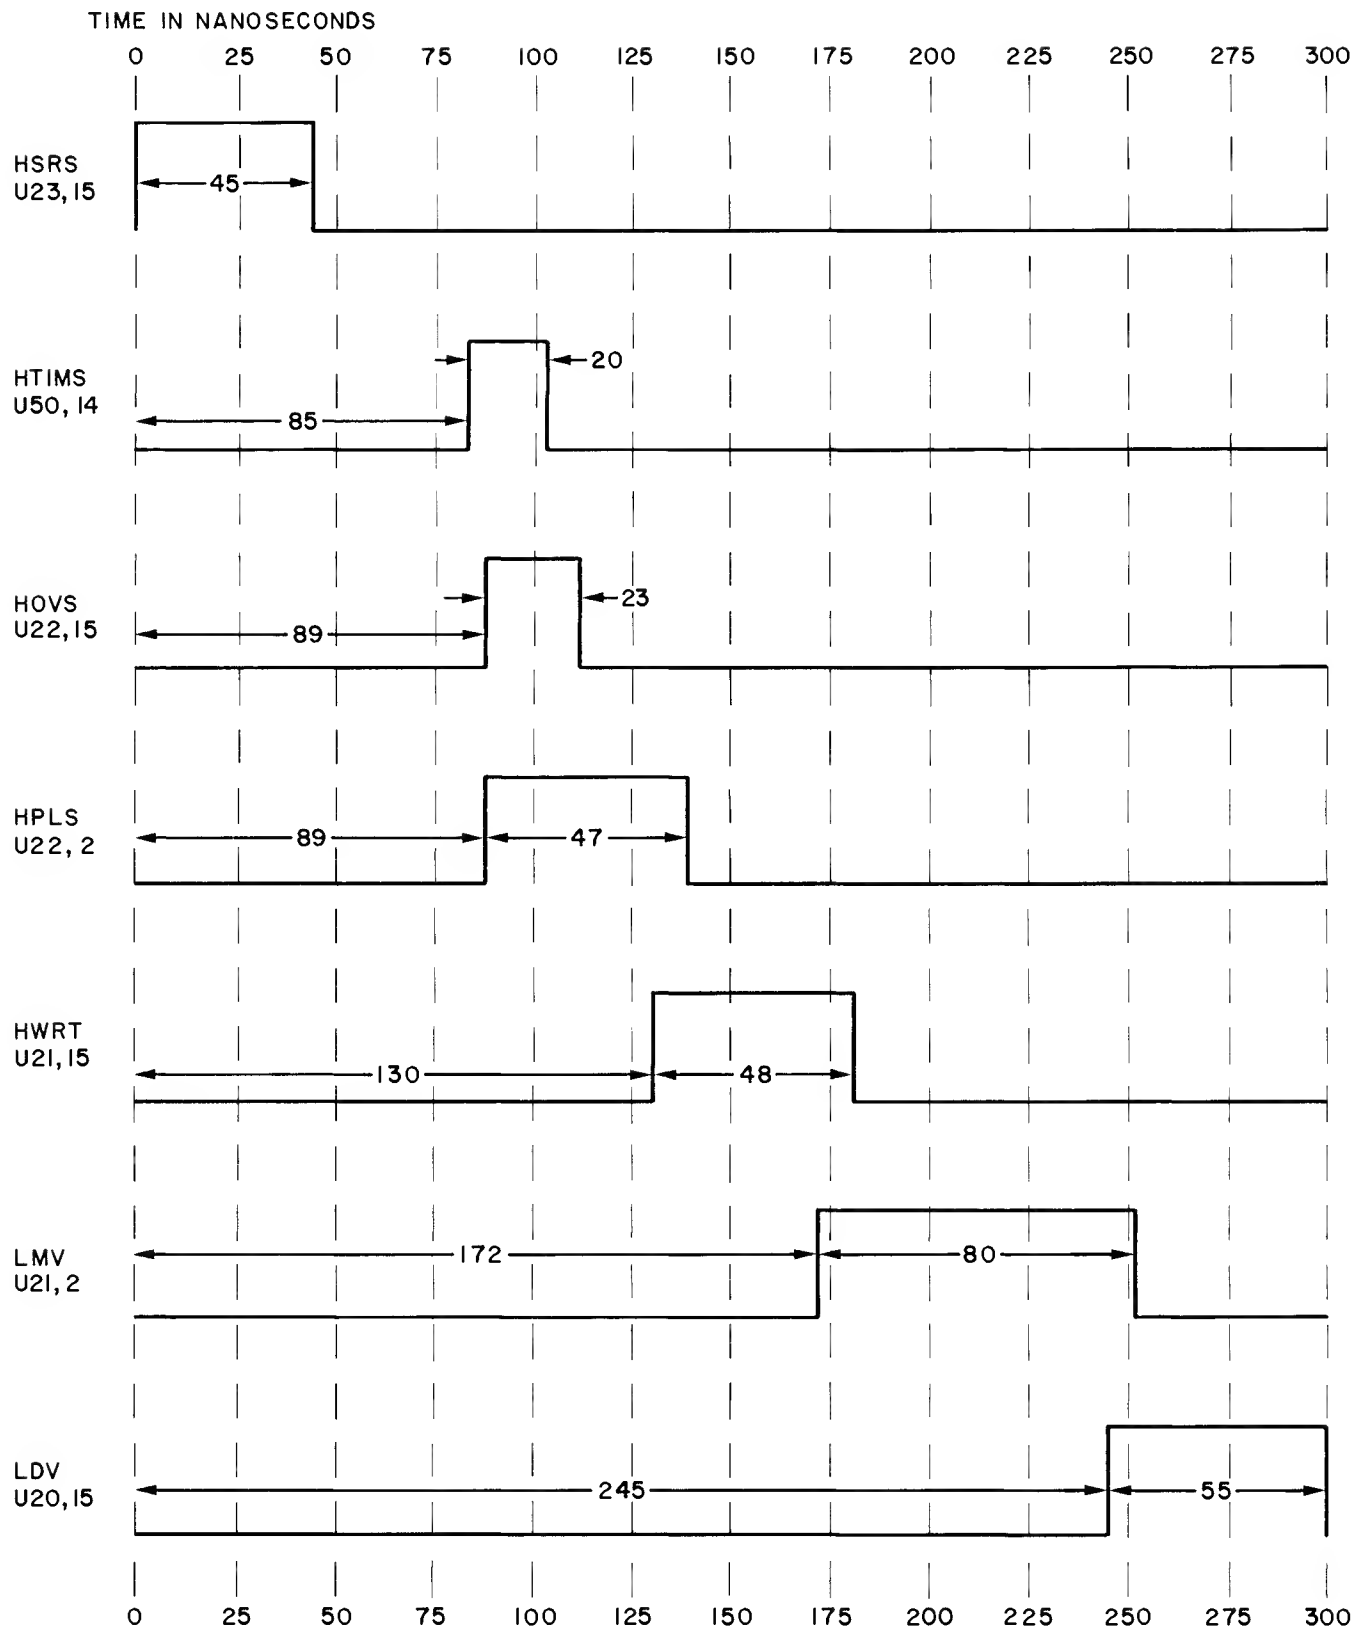 TIME IN NANOSECONDS
0 25 50 75 100 125 150 175 200 225 250 275 300
HSRS
U23,15
45
HTIMS
U50,14
20
85
HOVS
U22,15
23
89
HPLS
U22,2
89 47
HWRT
U21,15
130 48
LMV
U21,2
172 80
LDV
U20,15
245 55
0 25 50 75 100 125 150 175 200 225 250 275 300